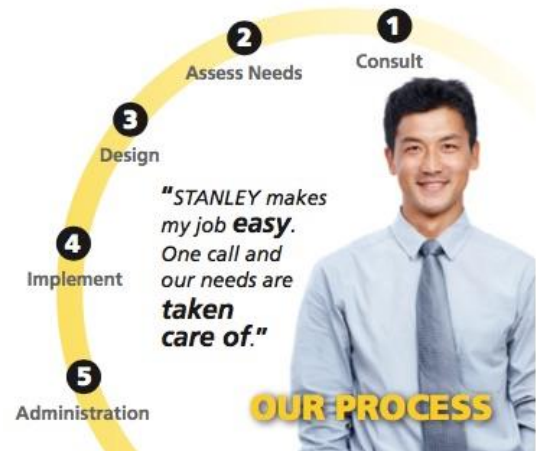 1
Consult
2
Assess Needs
3
Design
"STANLEY makes
my job easy.
One call and
our needs are
taken
care of."
4
Implement
5
Administration
OUR PROCESS